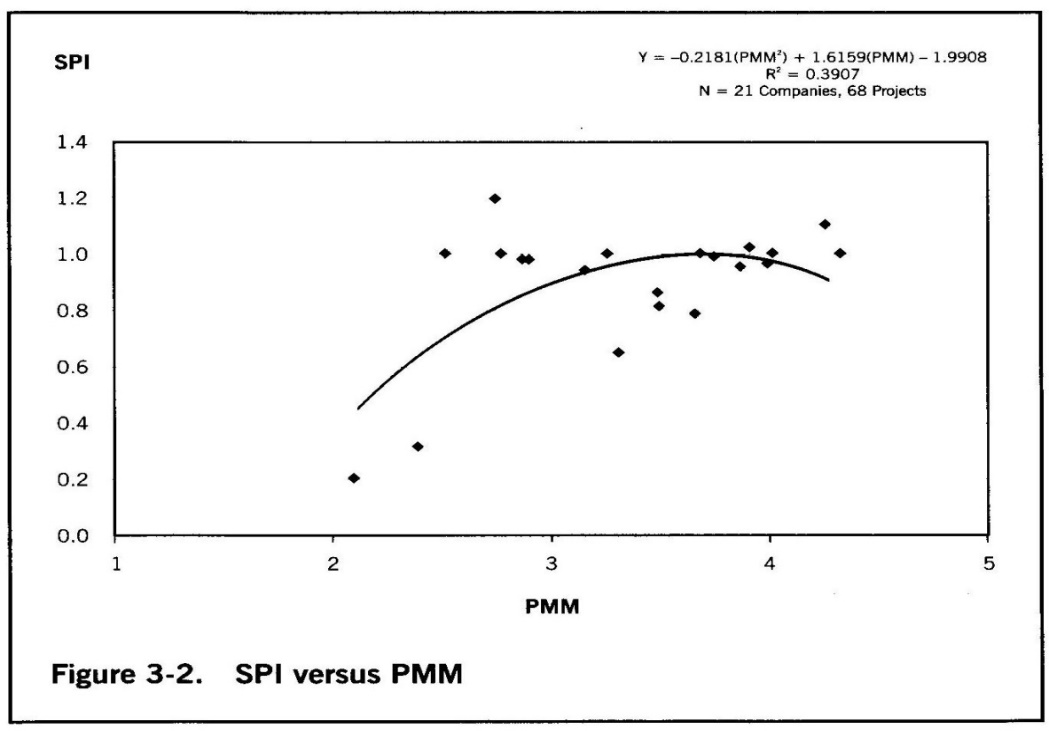 SPI
Y = –0.2181(PMM²) + 1.6159(PMM) – 1.9908
R² = 0.3907
N = 21 Companies, 68 Projects
1.4
1.2
1.0
0.8
0.6
0.4
0.2
0.0
1 2 3 4 5
PMM
Figure 3-2. SPI versus PMM